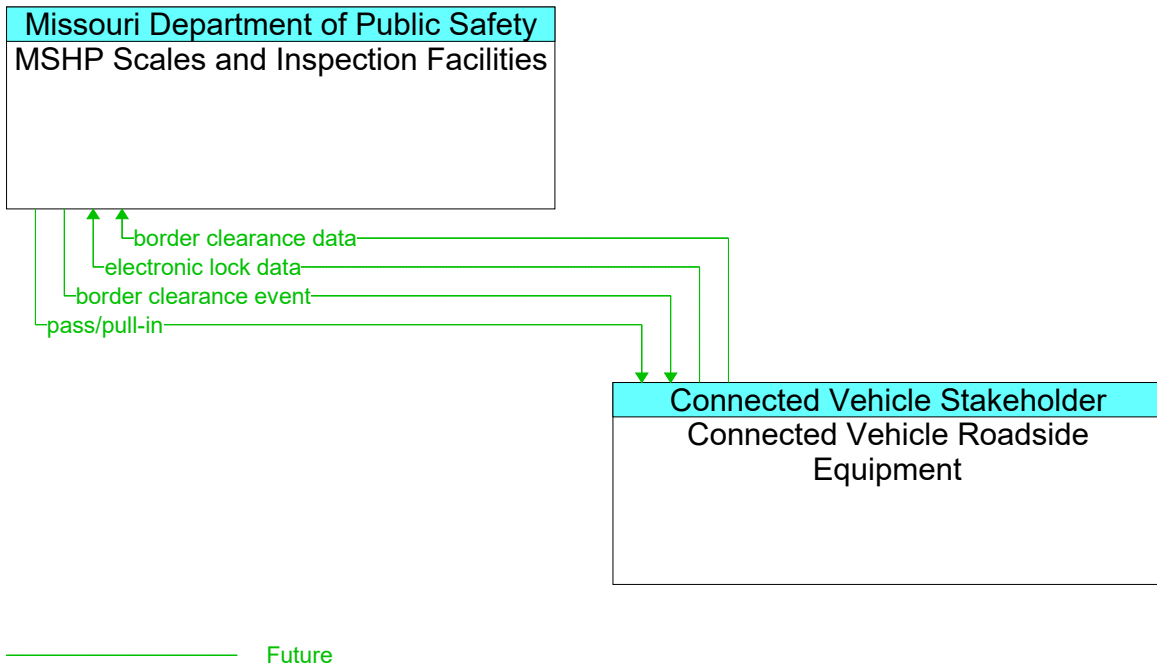 Missouri Department of Public Safety
MSHP Scales and Inspection Facilities
border clearance data
electronic lock data
border clearance event
pass/pull-in
Connected Vehicle Stakeholder
Connected Vehicle Roadside
Equipment
Future